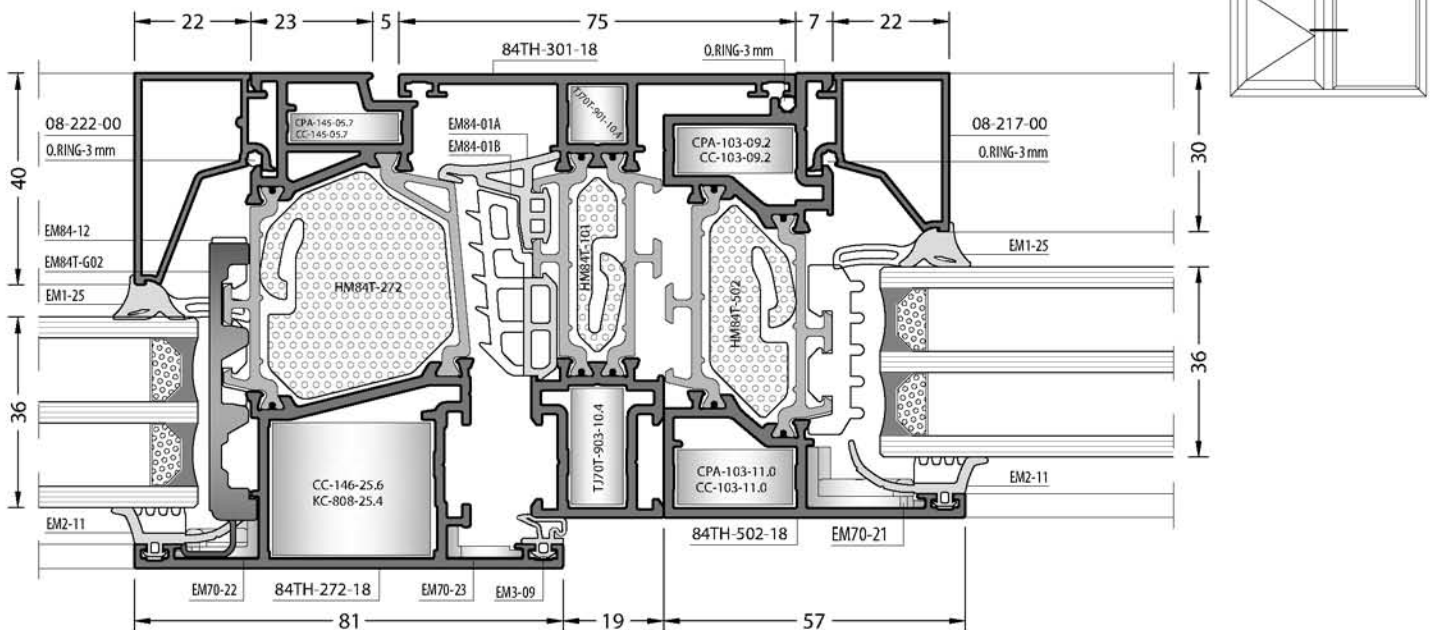 22 23 5 75 7 22
84TH-301-18
O.RING-3 mm
TJ70T-901-10.4
CPA-145-05.7
CC-145-05.7
08-222-00
O.RING-3 mm
EM84-01A
EM84-01B
CPA-103-09.2
CC-103-09.2
08-217-00
O.RING-3 mm
40
30
EM84-12
EM84T-G02
EM1-25
EM1-25
HM84T-272
HM84T-101
HM84T-502
36
36
CC-146-25.6
KC-808-25.4
TJ70T-903-10.4
CPA-103-11.0
CC-103-11.0
EM2-11
EM2-11
84TH-502-18
EM70-21
EM70-22
84TH-272-18
EM70-23
EM3-09
81 19 57